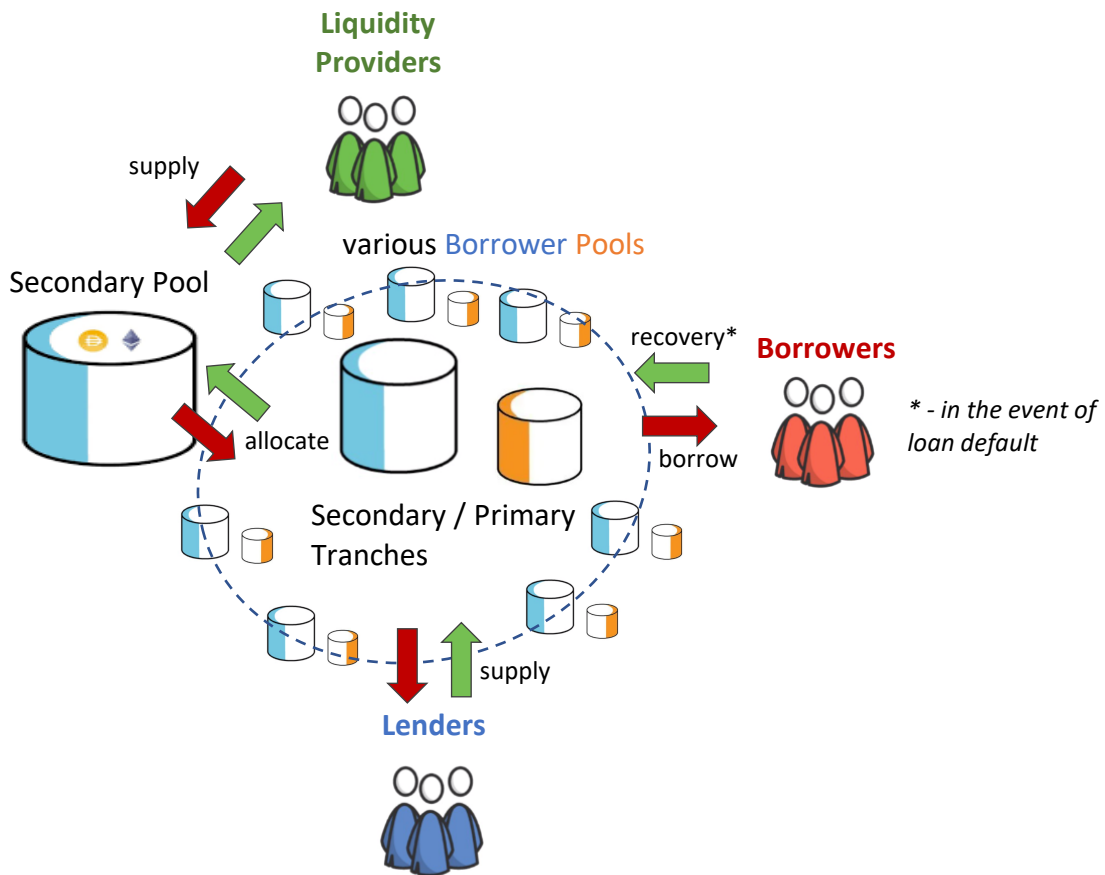 Liquidity
Providers
supply
various Borrower Pools
Secondary Pool
recovery*
Borrowers
* - in the event of
loan default
allocate
borrow
Secondary / Primary
Tranches
supply
Lenders